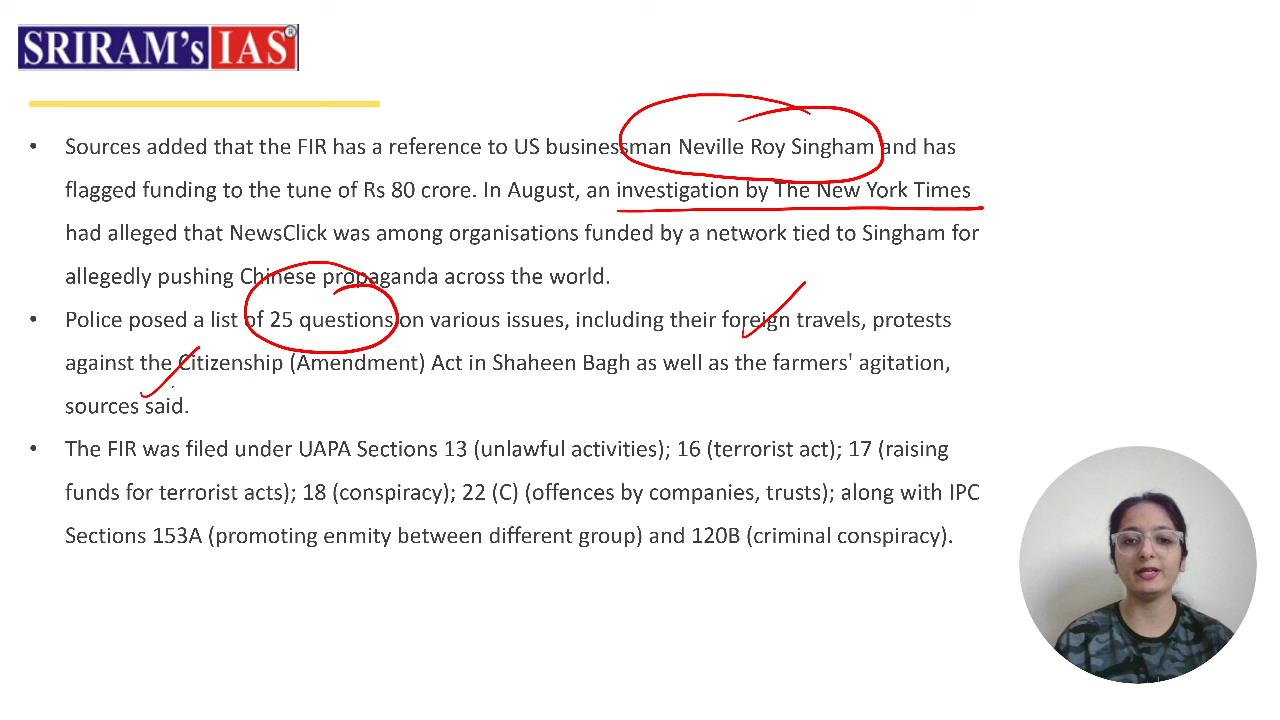 SRIRAM's IAS®
• Sources added that the FIR has a reference to US businessman Neville Roy Singham and has
flagged funding to the tune of Rs 80 crore. In August, an investigation by The New York Times
had alleged that NewsClick was among organisations funded by a network tied to Singham for
allegedly pushing Chinese propaganda across the world.
• Police posed a list of 25 questions on various issues, including their foreign travels, protests
against the Citizenship (Amendment) Act in Shaheen Bagh as well as the farmers' agitation,
sources said.
• The FIR was filed under UAPA Sections 13 (unlawful activities); 16 (terrorist act); 17 (raising
funds for terrorist acts); 18 (conspiracy); 22 (C) (offences by companies, trusts); along with IPC
Sections 153A (promoting enmity between different group) and 120B (criminal conspiracy).